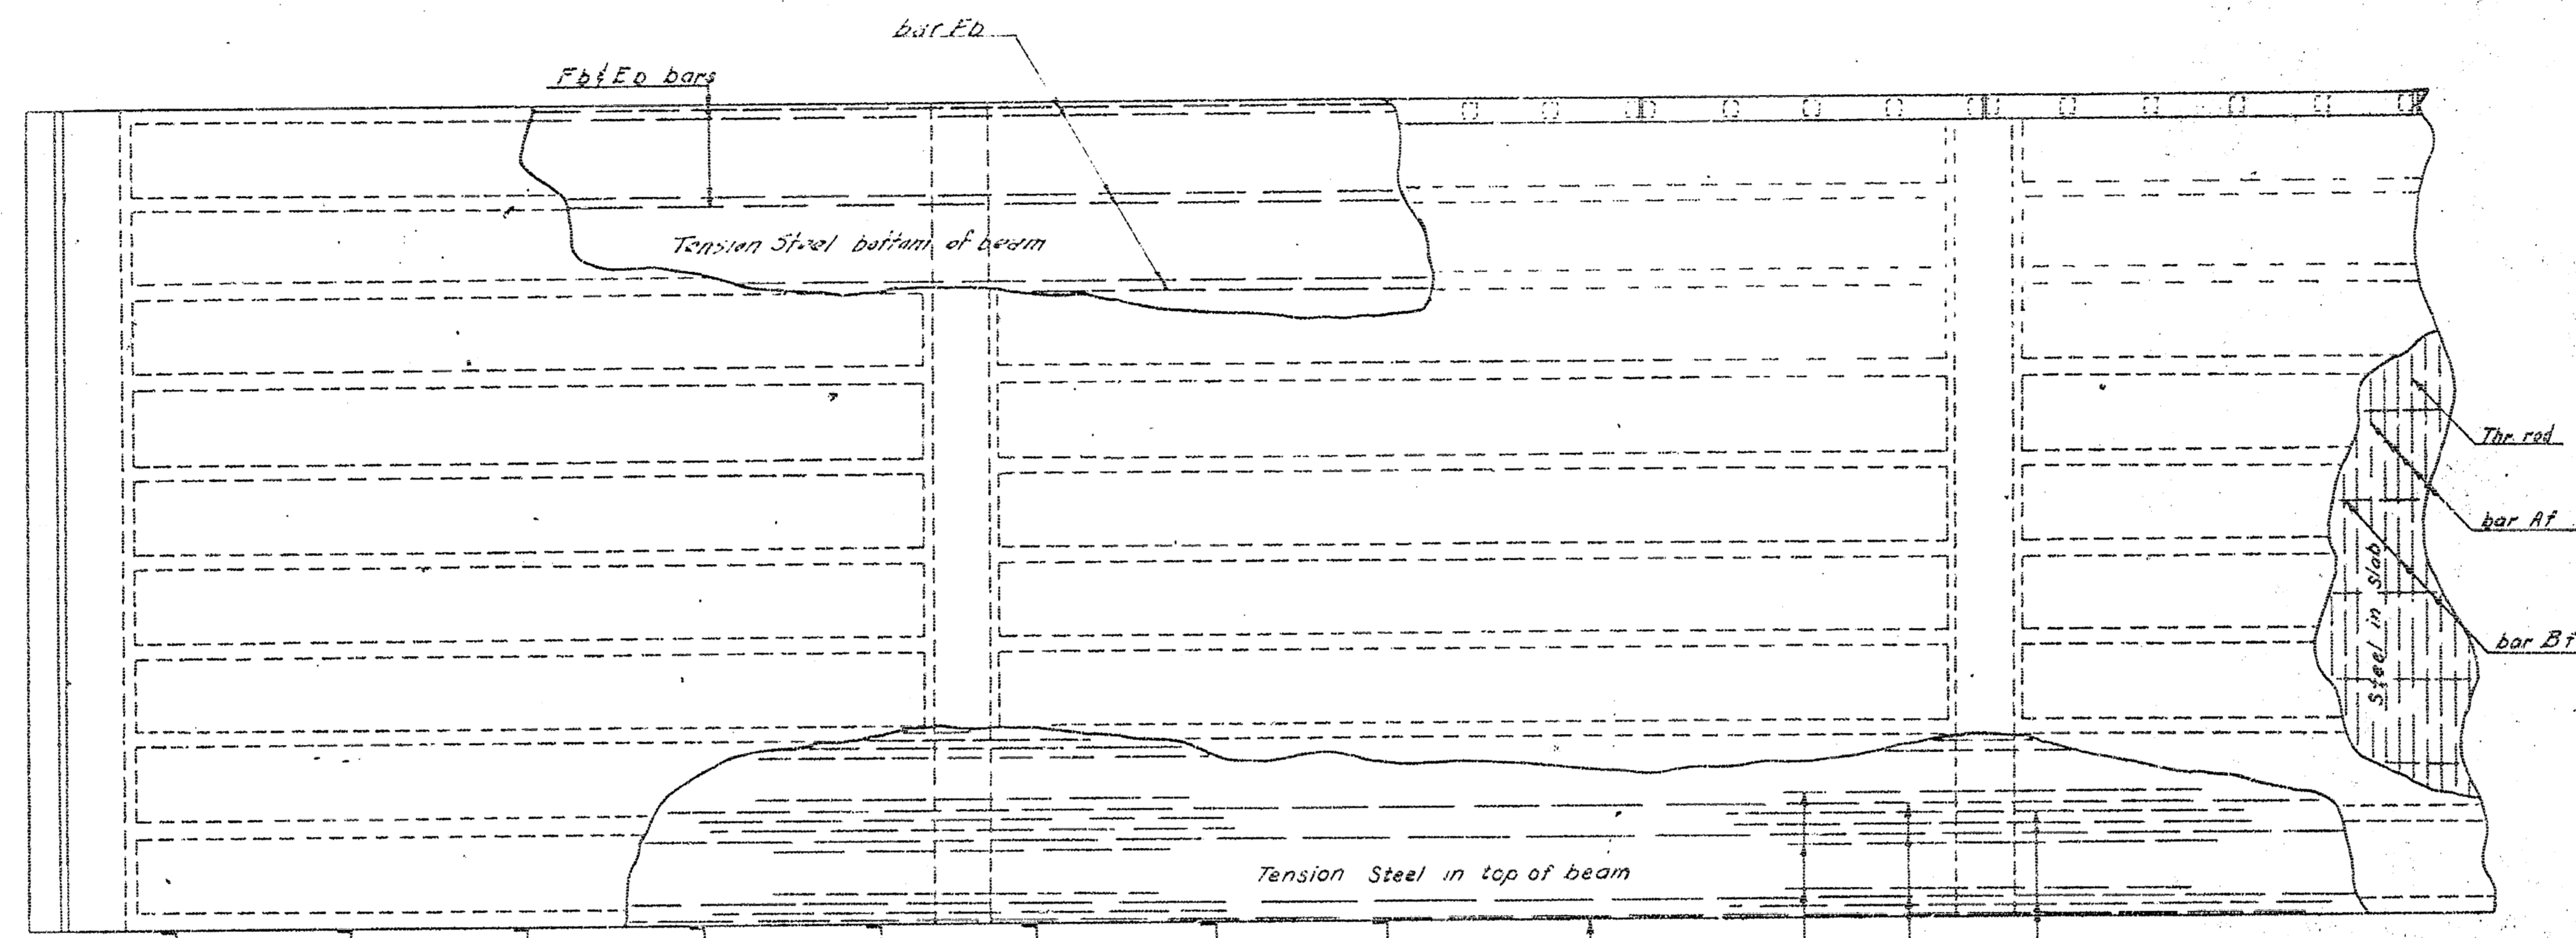 bar Eb
Fb & Eb bars
Tension Steel bottom of beam
Thr. rod
bar Af
Steel in slab
bar Bf
Tension Steel in top of beam